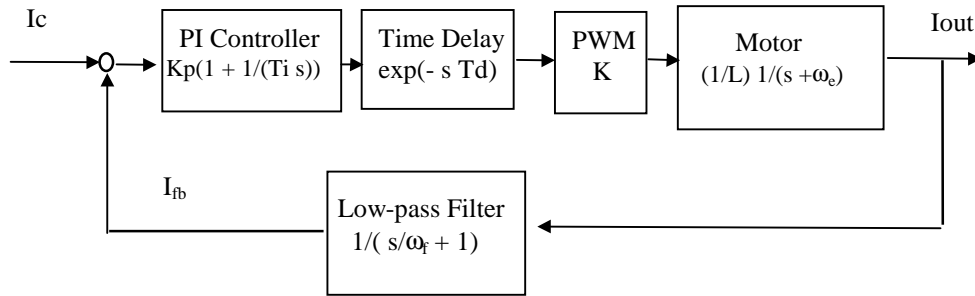 Ic
PI Controller
Kp(1 + 1/(Ti s))
Time Delay
exp(- s Td)
PWM
K
Motor
(1/L) 1/(s +ωe)
Iout
Ifb
Low-pass Filter
1/( s/ωf + 1)